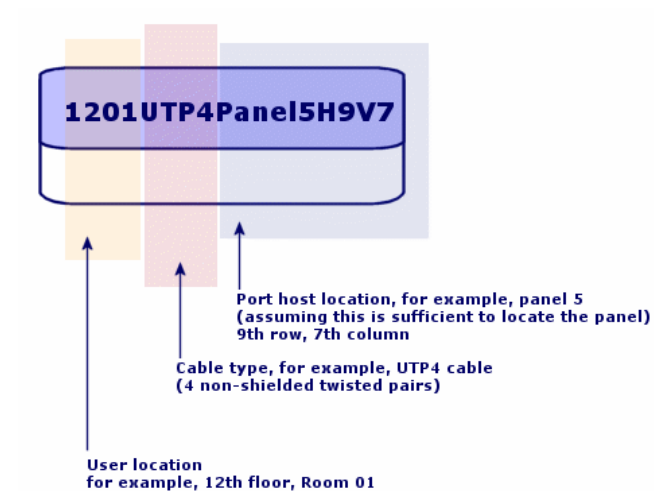 1201UTP4Panel5H9V7
Port host location, for example, panel 5
(assuming this is sufficient to locate the panel)
9th row, 7th column
Cable type, for example, UTP4 cable
(4 non-shielded twisted pairs)
User location
for example, 12th floor, Room 01